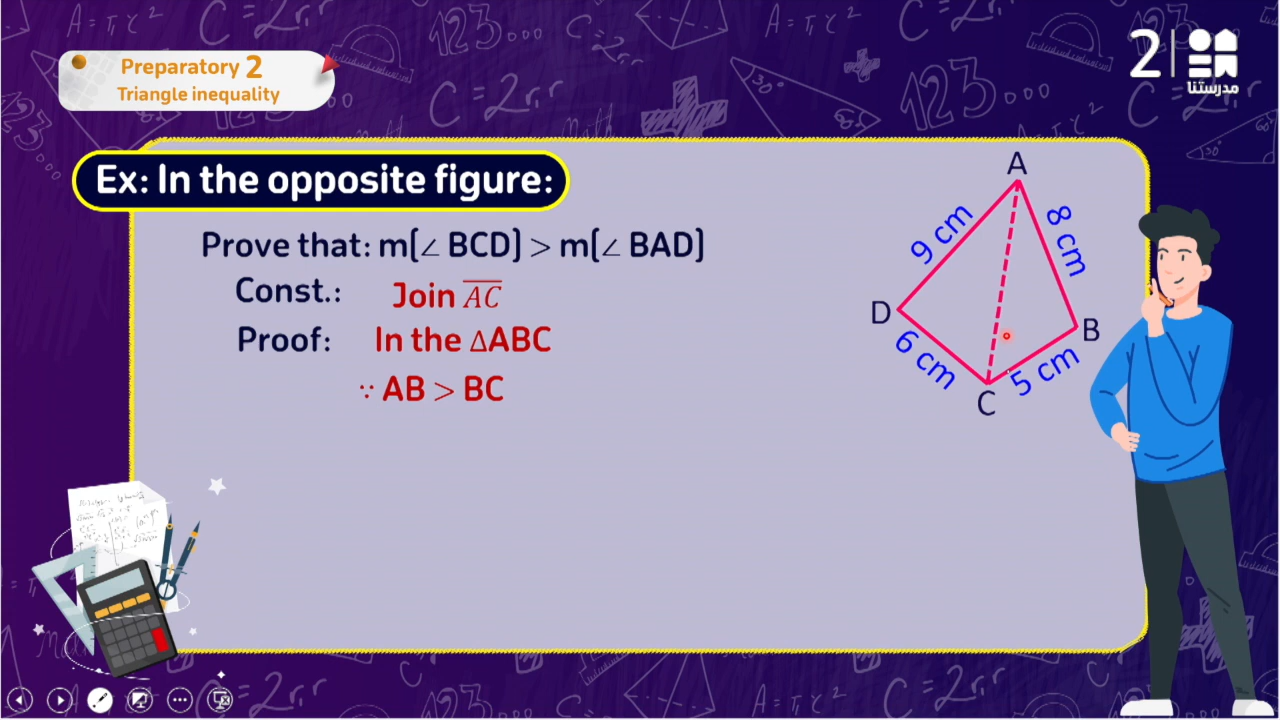 Preparatory 2
Triangle inequality
2
مدرستنا
Ex: In the opposite figure:
Prove that: m(∠ BCD) > m(∠ BAD)
Const.: Join \overline{AC}
Proof: In the ΔABC
∵ AB > BC
A
9 cm
8 cm
D
B
6 cm
5 cm
C